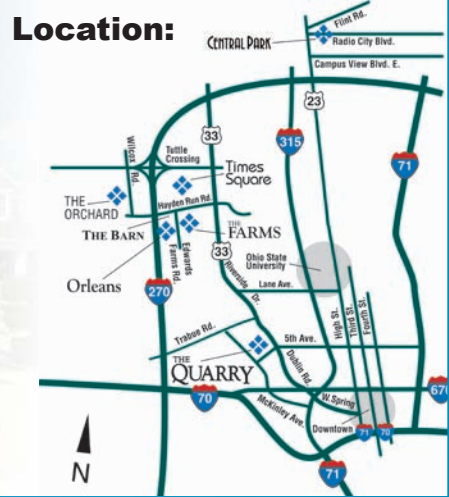 Location:
CENTRAL PARK
Flint Rd.
Radio City Blvd.
Campus View Blvd. E.
23
33
315
71
Wilcox Rd.
Tuttle
Crossing
Times
Square
THE
ORCHARD
Hayden Run Rd.
THE BARN
THE
FARMS
Edwards
Farms Rd.
33
Riverside
Dr.
Ohio State
University
Orleans
270
Lane Ave.
High St.
Third St.
Fourth St.
Trabue Rd.
5th Ave.
THE
QUARRY
Dublin Rd.
70
670
McKinley Ave.
W. Spring
Downtown
71
70
71
N